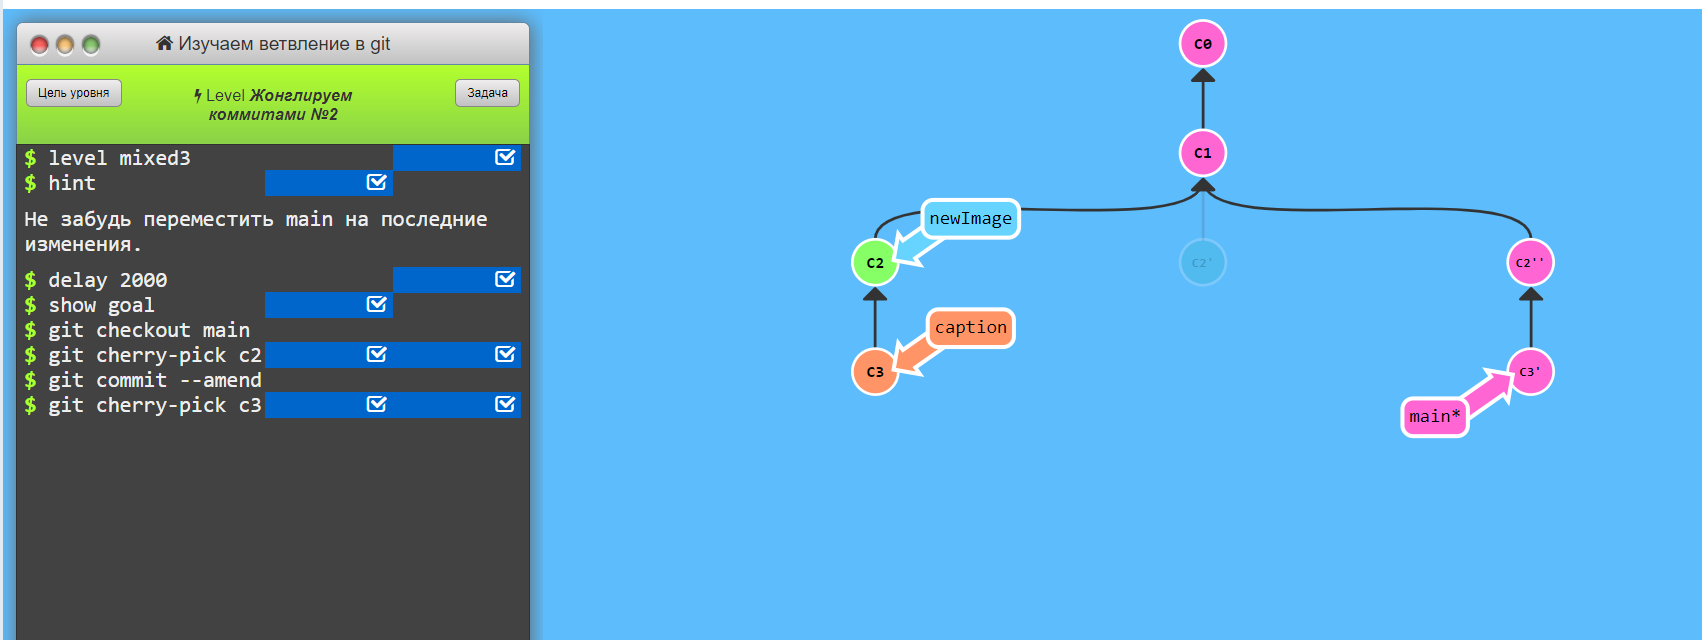 Изучаем ветвление в git
Цель уровня
Level Жонглируем
коммитами №2
Задача
$ level mixed3
$ hint
Не забудь переместить main на последние
изменения.
$ delay 2000
$ show goal
$ git checkout main
$ git cherry-pick c2
$ git commit --amend
$ git cherry-pick c3
C0
C1
newImage
C2
C2'
C2''
caption
C3
C3'
main*